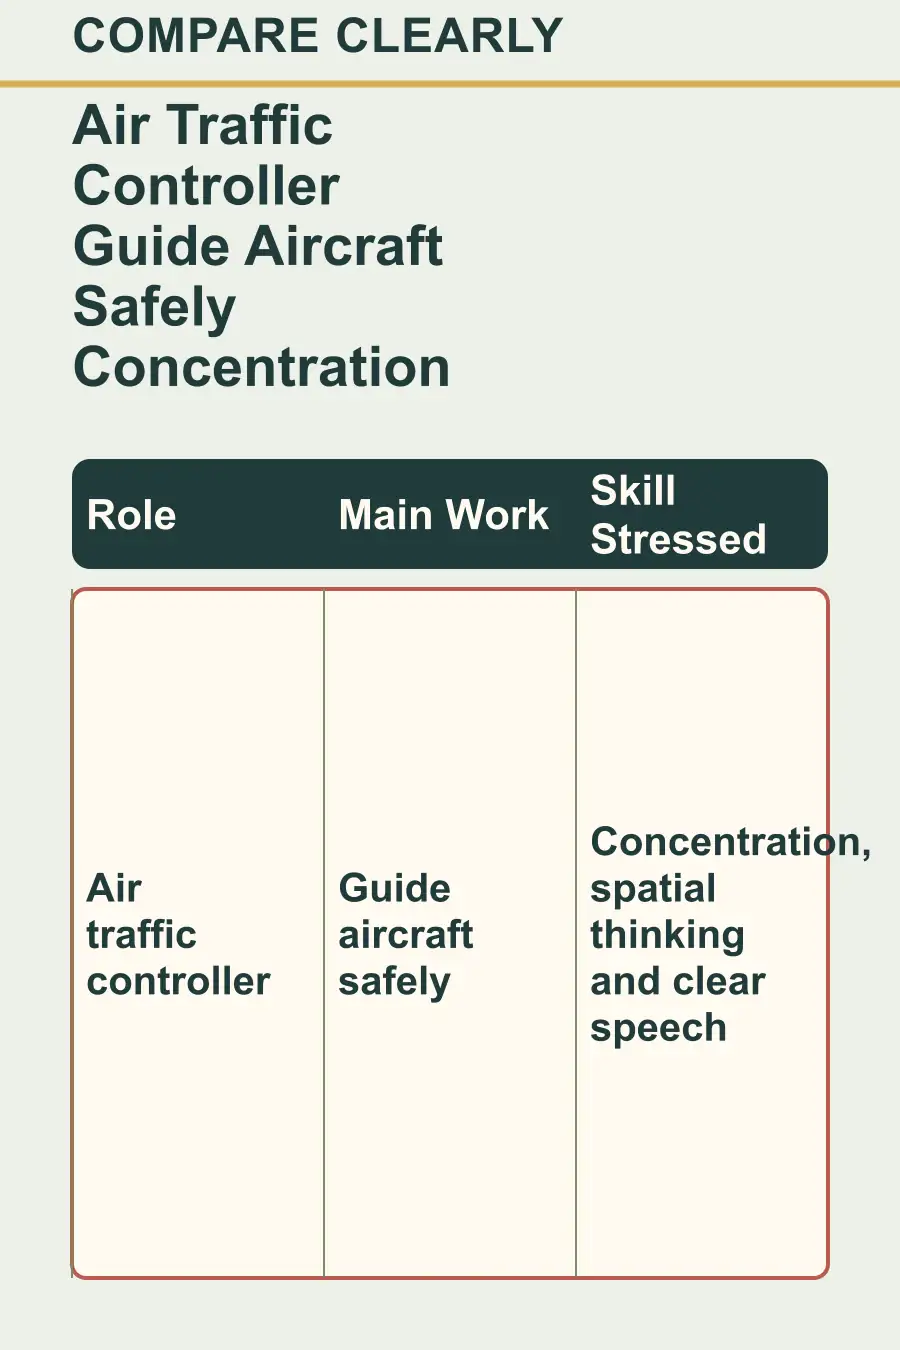 COMPARE CLEARLY
Air Traffic
Controller
Guide Aircraft
Safely
Concentration
Role
Main Work
Skill
Stressed
Air
traffic
controller
Guide
aircraft
safely
Concentration,
spatial
thinking
and clear
speech